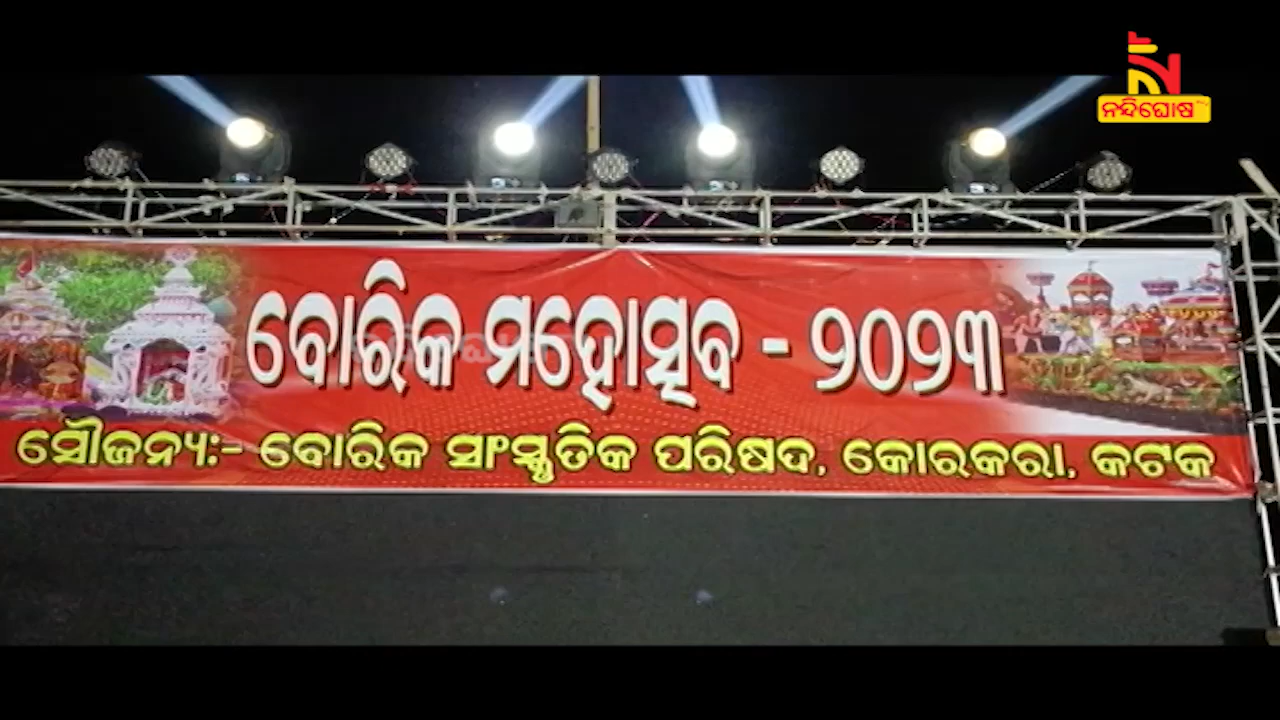 ନନ୍ଦିଘୋଷ
ବୋରିକ ମହୋତ୍ସବ - ୨୦୨୩
ସୌଜନ୍ୟ:- ବୋରିକ ସାଂସ୍କୃତିକ ପରିଷଦ, କୋରକରା, କଟକ